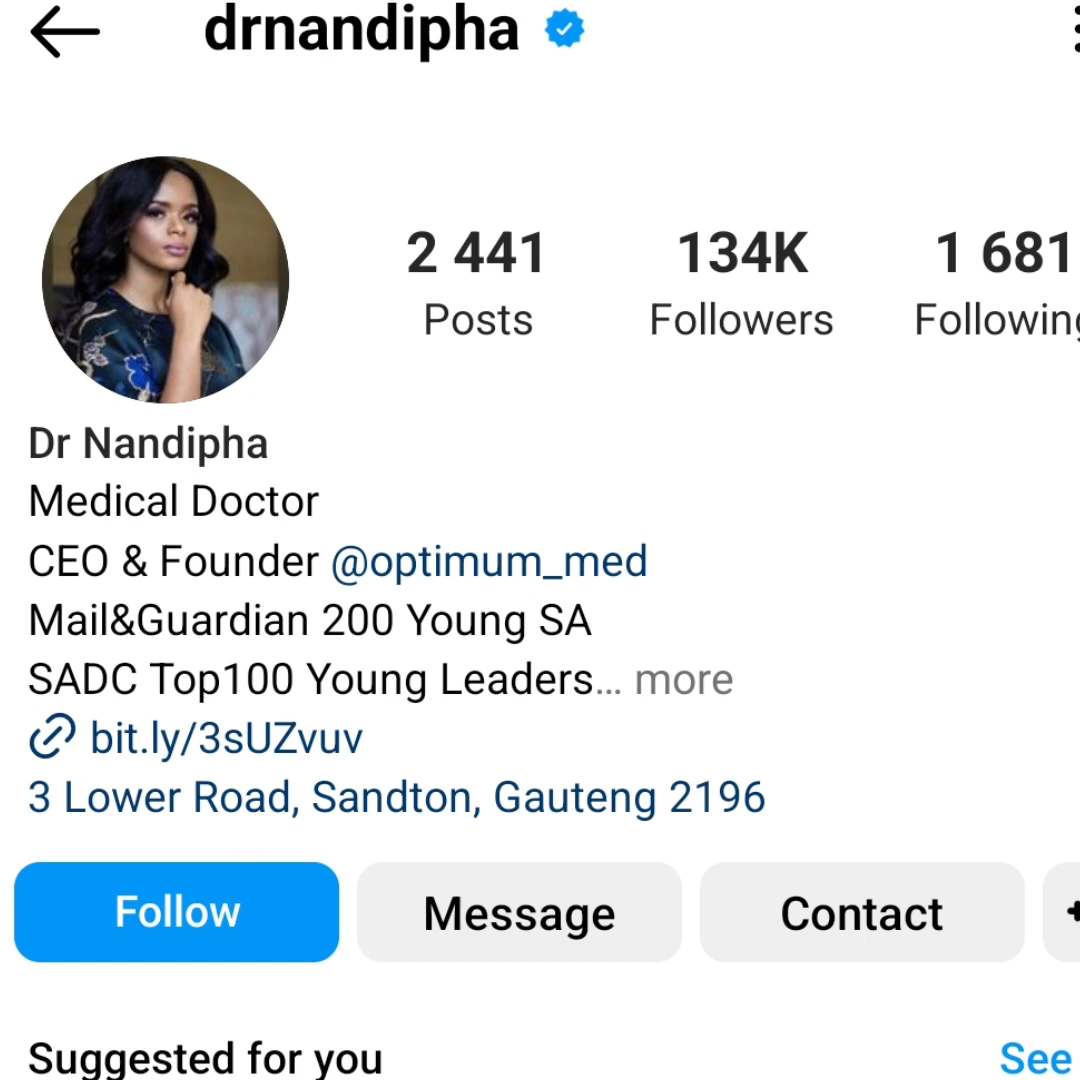 drnandipha
2 441 134K 1 681
Posts Followers Following
Dr Nandipha
Medical Doctor
CEO & Founder @optimum_med
Mail&Guardian 200 Young SA
SADC Top100 Young Leaders... more
bit.ly/3sUZvuv
3 Lower Road, Sandton, Gauteng 2196
Follow Message Contact
Suggested for you See